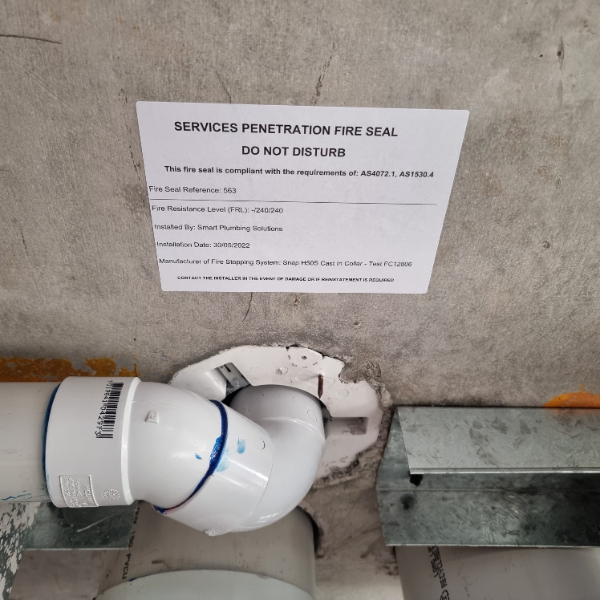 SERVICES PENETRATION FIRE SEAL
DO NOT DISTURB
This fire seal is compliant with the requirements of: AS4072.1, AS1530.4
Fire Seal Reference: 563
Fire Resistance Level (FRL): -/240/240
Installed By: Smart Plumbing Solutions
Installation Date: 30/05/2022
Manufacturer of Fire Stopping System: Snap H50S Cast In Collar - Test FC12806
CONTACT THE INSTALLER IN THE EVENT OF DAMAGE OR IF REINSTATEMENT IS REQUIRED